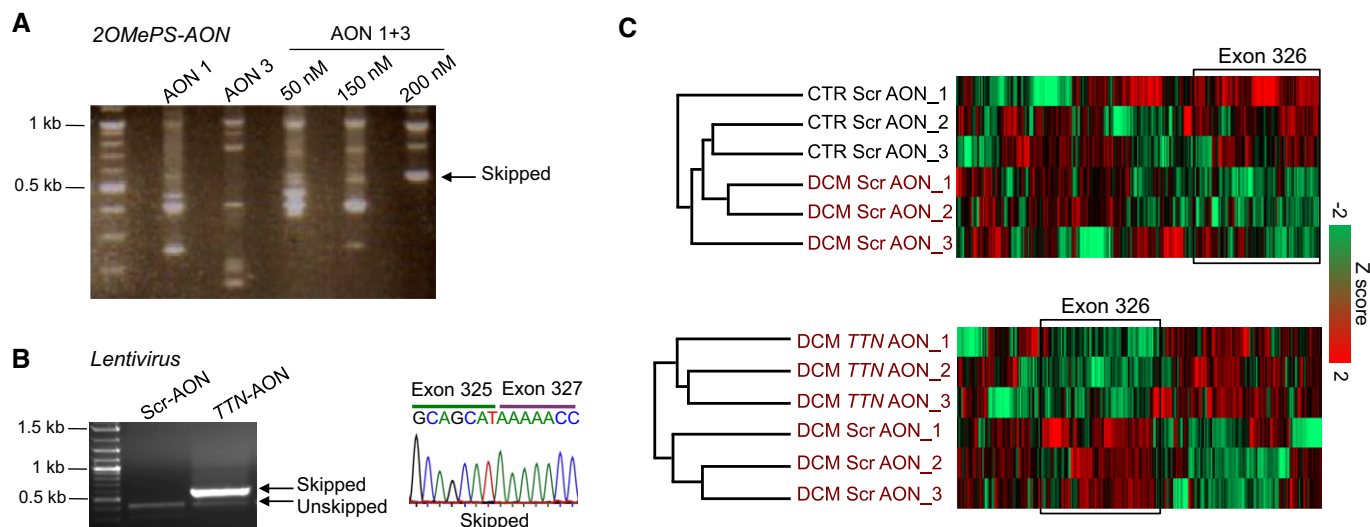 A
2OMePS-AON
AON 1+3
AON 1
AON 3
50 nM
150 nM
200 nM
1 kb
0.5 kb
Skipped
B
Lentivirus
Scr-AON
TTN-AON
1.5 kb
1 kb
0.5 kb
Skipped
Unskipped
Exon 325 Exon 327
GCAGCATAAAAACC
Skipped
C
Exon 326
CTR Scr AON_1
CTR Scr AON_2
CTR Scr AON_3
DCM Scr AON_1
DCM Scr AON_2
DCM Scr AON_3
Exon 326
DCM TTN AON_1
DCM TTN AON_2
DCM TTN AON_3
DCM Scr AON_1
DCM Scr AON_2
DCM Scr AON_3
-2
Z score
2